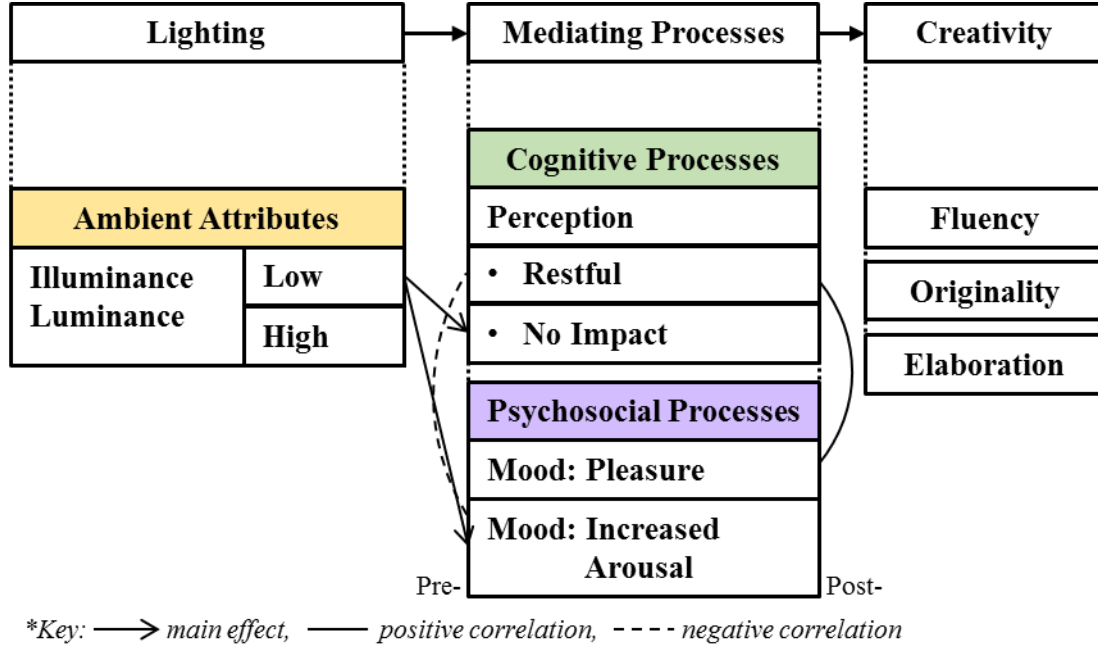 Lighting
Mediating Processes
Creativity
Cognitive Processes
Ambient Attributes
Perception
Fluency
Illuminance
Luminance
Low
High
• Restful
• No Impact
Originality
Elaboration
Psychosocial Processes
Mood: Pleasure
Mood: Increased
Arousal
Pre-
Post-
*Key: main effect, positive correlation, negative correlation